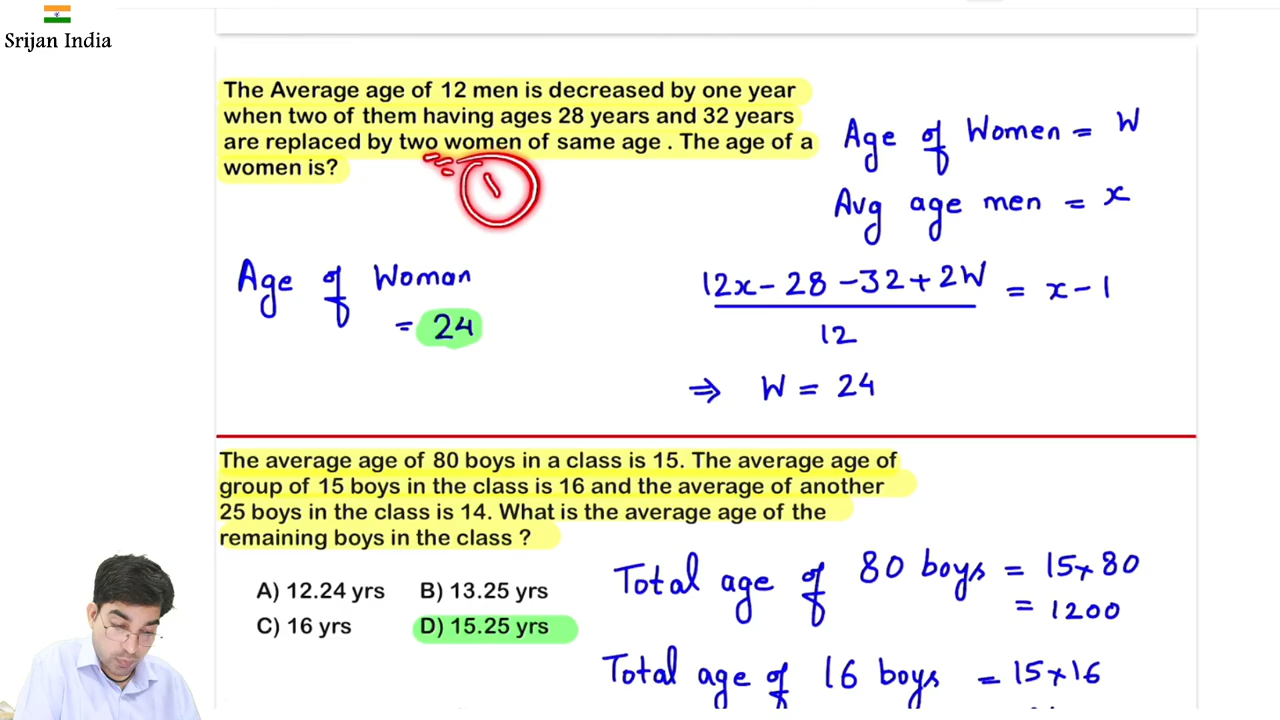 Srijan India
The Average age of 12 men is decreased by one year
when two of them having ages 28 years and 32 years
are replaced by two women of same age . The age of a
women is?
Age of Women = W
Avg age men = x
Age of Woman
= 24
12x - 28 - 32 + 2W = x - 1
12
⇒ W = 24
The average age of 80 boys in a class is 15. The average age of
group of 15 boys in the class is 16 and the average of another
25 boys in the class is 14. What is the average age of the
remaining boys in the class ?
A) 12.24 yrs B) 13.25 yrs
C) 16 yrs D) 15.25 yrs
Total age of 80 boys = 15×80
= 1200
Total age of 16 boys = 15×16